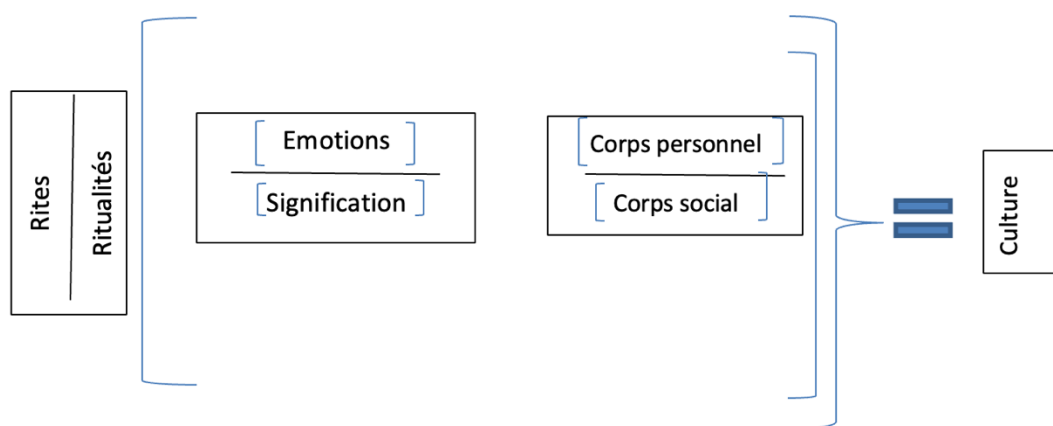 Rites
Ritualités
Emotions
Signification
Corps personnel
Corps social
Culture